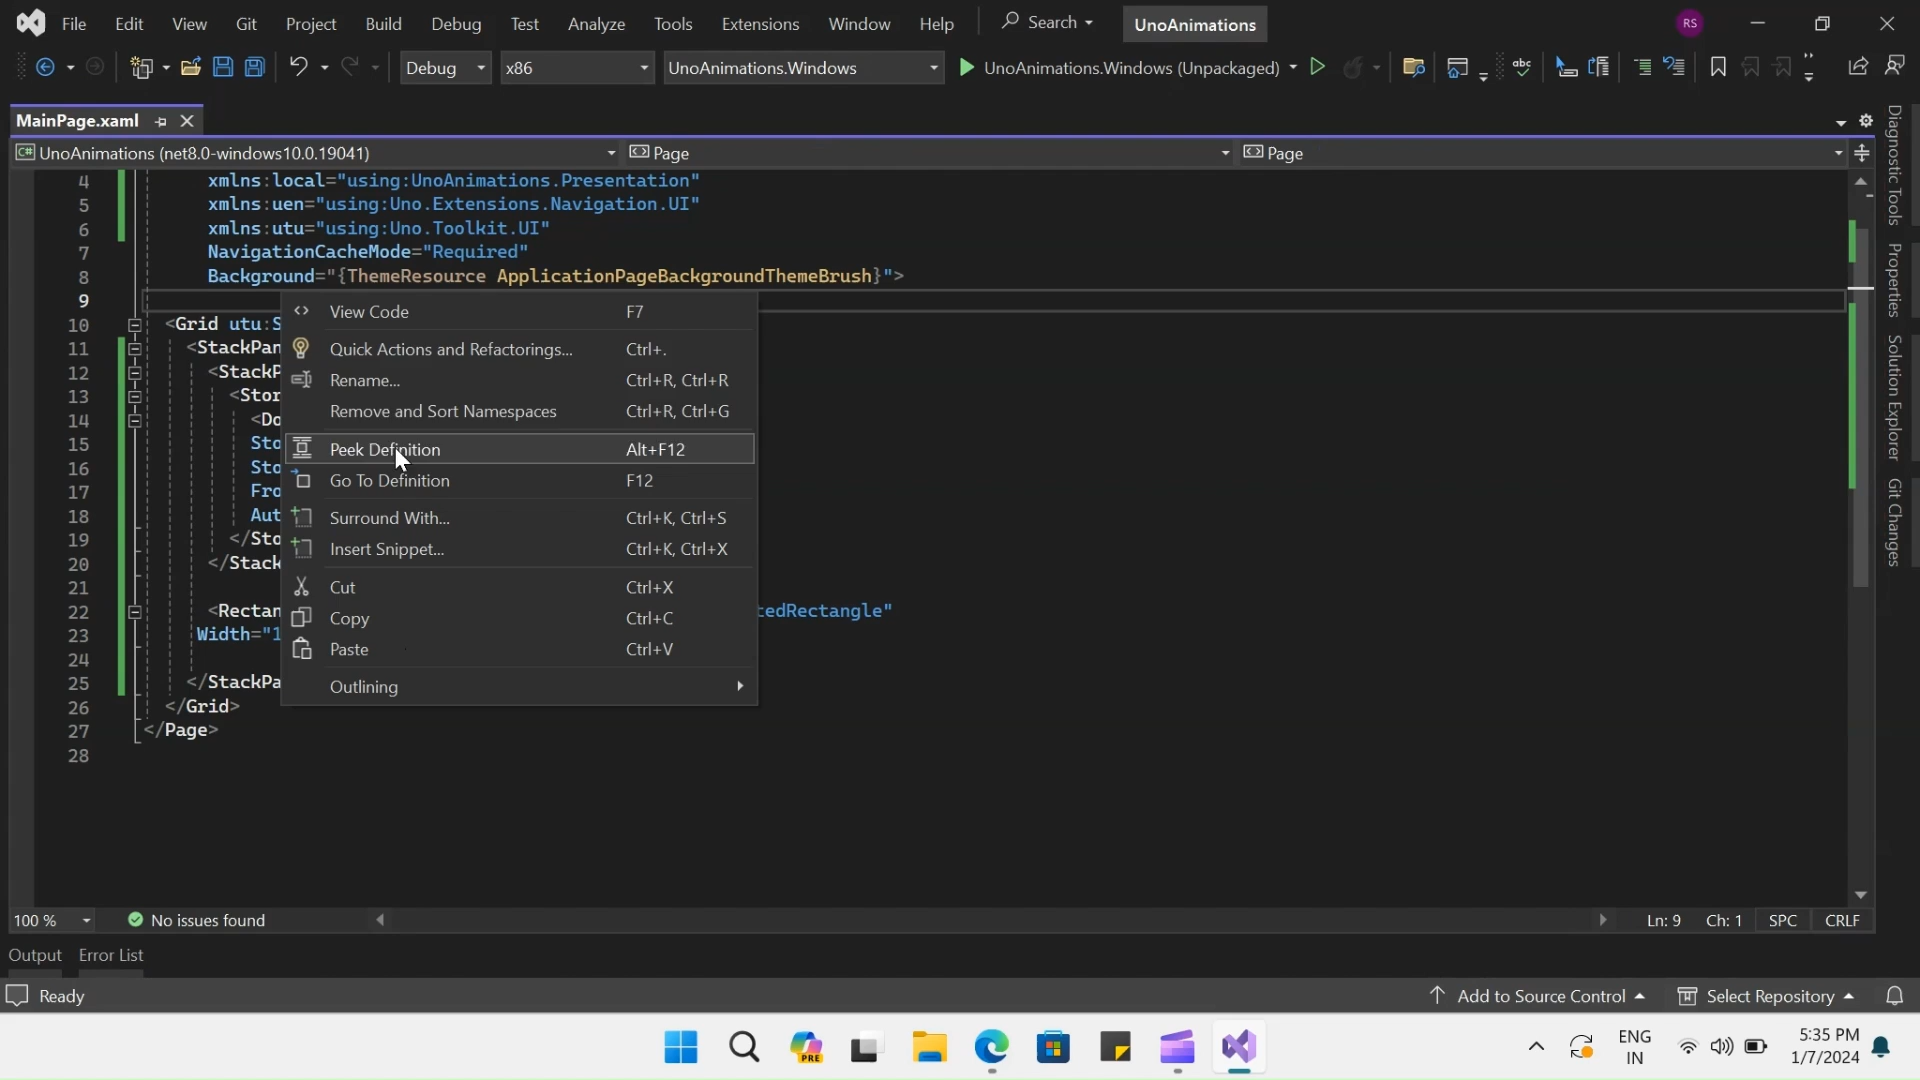 File Edit View Git Project Build Debug Test Analyze Tools Extensions Window Help Search UnoAnimations RS
Debug x86 UnoAnimations.Windows UnoAnimations.Windows (Unpackaged) abc
MainPage.xaml
C# UnoAnimations (net8.0-windows10.0.19041) Page Page
4 xmlns:local="using:UnoAnimations.Presentation"
5 xmlns:uen="using:Uno.Extensions.Navigation.UI"
6 xmlns:utu="using:Uno.Toolkit.UI"
7 NavigationCacheMode="Required"
8 Background="{ThemeResource ApplicationPageBackgroundThemeBrush}">
9
10 <Grid utu:S
11 <StackPan
12 <StackP
13 <Stor
14 <Do
15 Sto
16 Sto
17 Fro
18 Aut
19 </Sto
20 </Stack
21
22 <Rectan tedRectangle"
23 Width="1
24
25 </StackPa
26 </Grid>
27 </Page>
28
View Code F7
Quick Actions and Refactorings... Ctrl+.
Rename... Ctrl+R, Ctrl+R
Remove and Sort Namespaces Ctrl+R, Ctrl+G
Peek Definition Alt+F12
Go To Definition F12
Surround With... Ctrl+K, Ctrl+S
Insert Snippet... Ctrl+K, Ctrl+X
Cut Ctrl+X
Copy Ctrl+C
Paste Ctrl+V
Outlining
Diagnostic Tools
Properties
Solution Explorer
Git Changes
100 % No issues found Ln: 9 Ch: 1 SPC CRLF
Output Error List
Ready Add to Source Control Select Repository
PRE ENG 5:35 PM
IN 1/7/2024